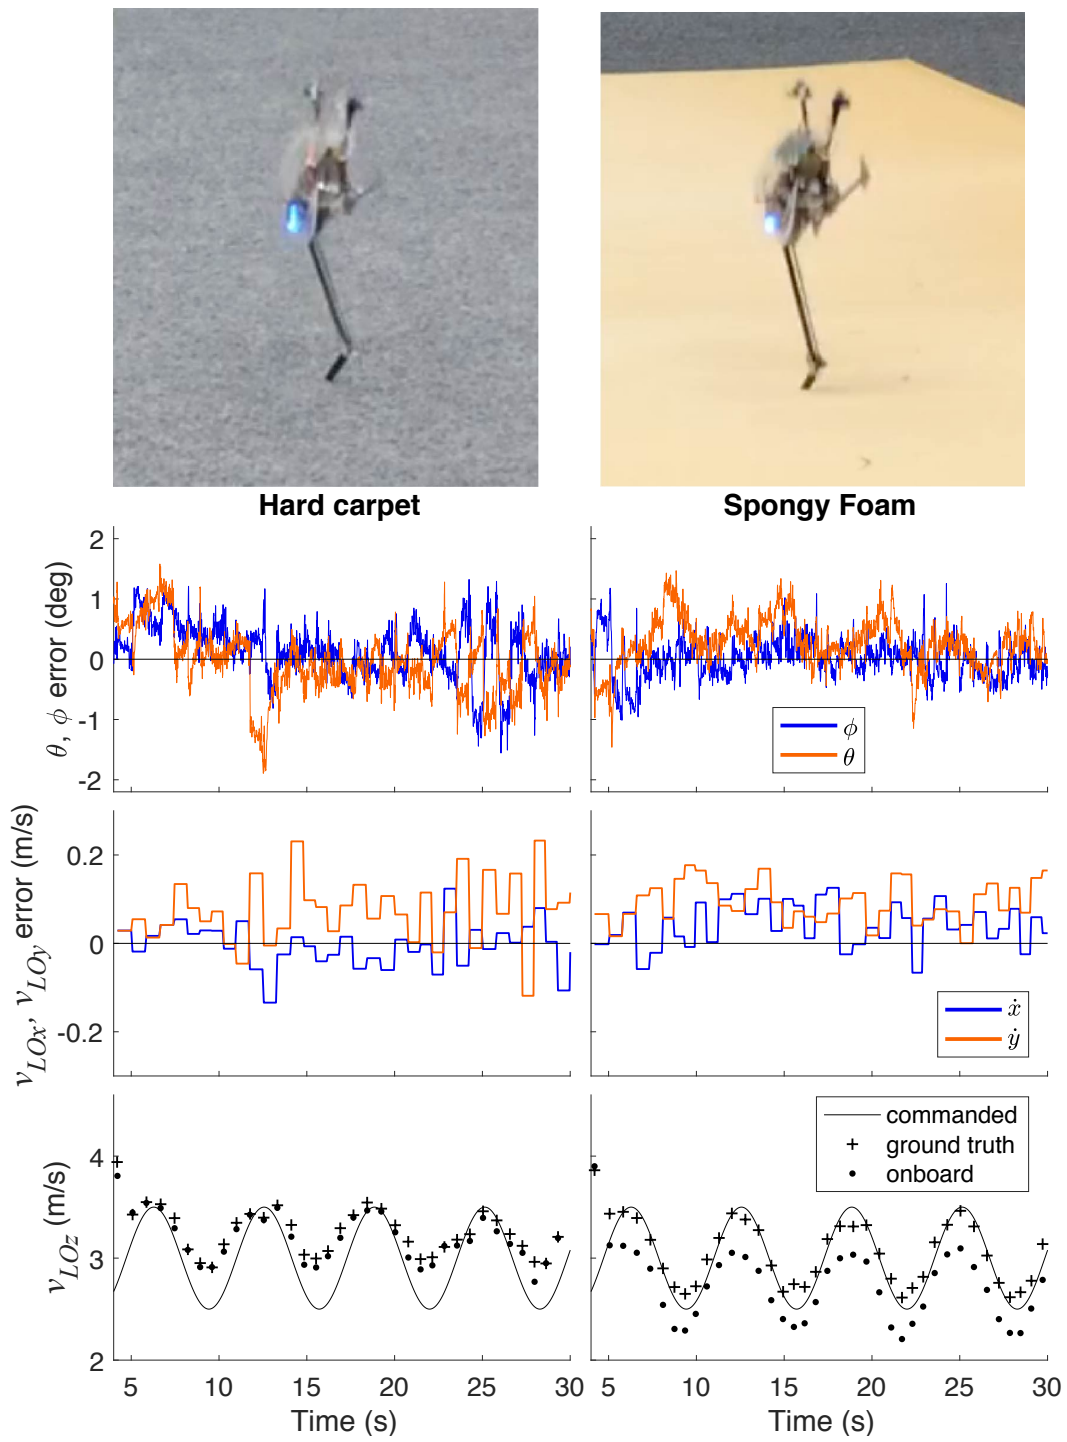 Hard carpet
Spongy Foam
θ, ϕ error (deg)
2
1
0
-1
-2
ϕ
θ
v_LOx, v_LOy error (m/s)
0.2
0
-0.2
ẋ
ẏ
v_LOz (m/s)
4
3
2
commanded
ground truth
onboard
5 10 15 20 25 30
5 10 15 20 25 30
Time (s)
Time (s)